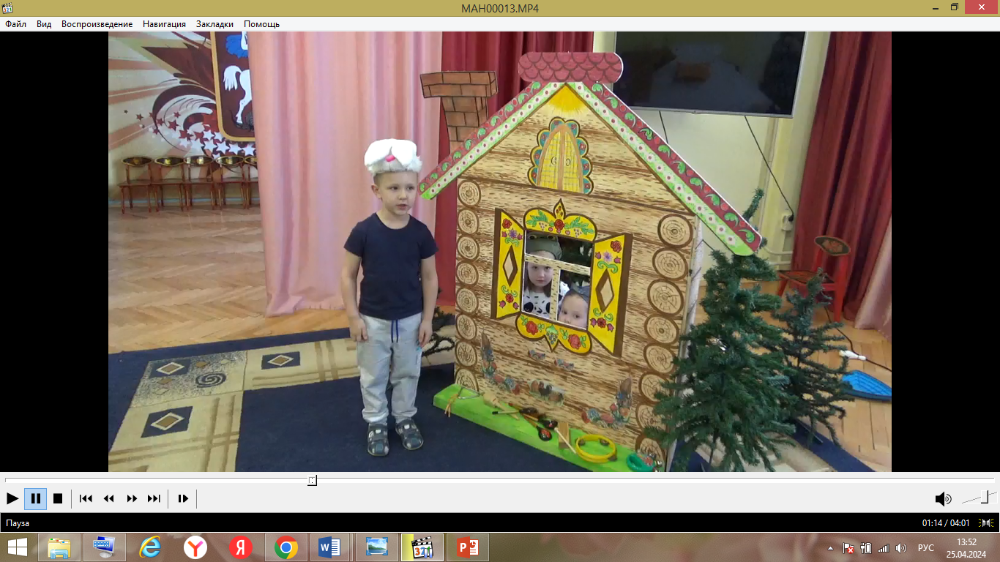 MAH00013.MP4
Файл Вид Воспроизведение Навигация Закладки Помощь
Пауза
01:14 / 04:01
РУС
13:52
25.04.2024
321